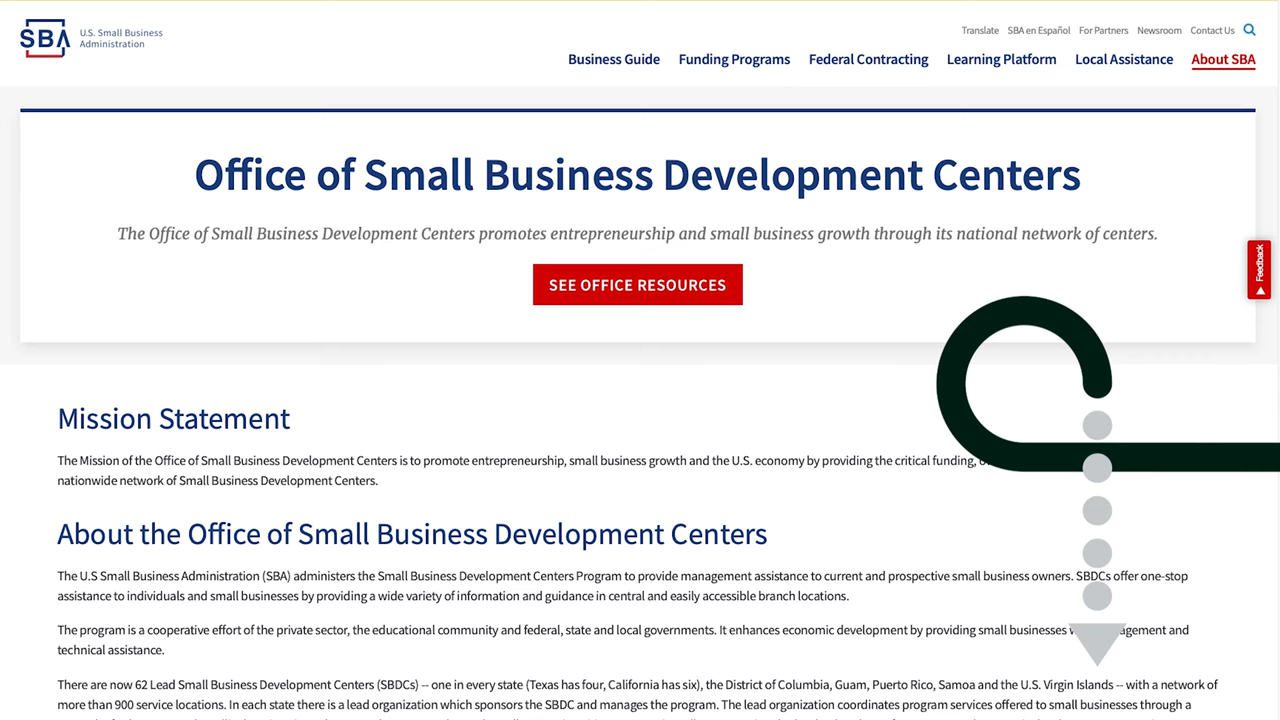 SBA
U.S. Small Business
Administration
Translate SBA en Español For Partners Newsroom Contact Us
Business Guide Funding Programs Federal Contracting Learning Platform Local Assistance About SBA
Office of Small Business Development Centers
The Office of Small Business Development Centers promotes entrepreneurship and small business growth through its national network of centers.
SEE OFFICE RESOURCES
Feedback
Mission Statement
The Mission of the Office of Small Business Development Centers is to promote entrepreneurship, small business growth and the U.S. economy by providing the critical funding,
nationwide network of Small Business Development Centers.
About the Office of Small Business Development Centers
The U.S Small Business Administration (SBA) administers the Small Business Development Centers Program to provide management assistance to current and prospective small business owners. SBDCs offer one-stop
assistance to individuals and small businesses by providing a wide variety of information and guidance in central and easily accessible branch locations.
The program is a cooperative effort of the private sector, the educational community and federal, state and local governments. It enhances economic development by providing small businesses and
technical assistance.
There are now 62 Lead Small Business Development Centers (SBDCs) -- one in every state (Texas has four, California has six), the District of Columbia, Guam, Puerto Rico, Samoa and the U.S. Virgin Islands -- with a network of
more than 900 service locations. In each state there is a lead organization which sponsors the SBDC and manages the program. The lead organization coordinates program services offered to small businesses through a